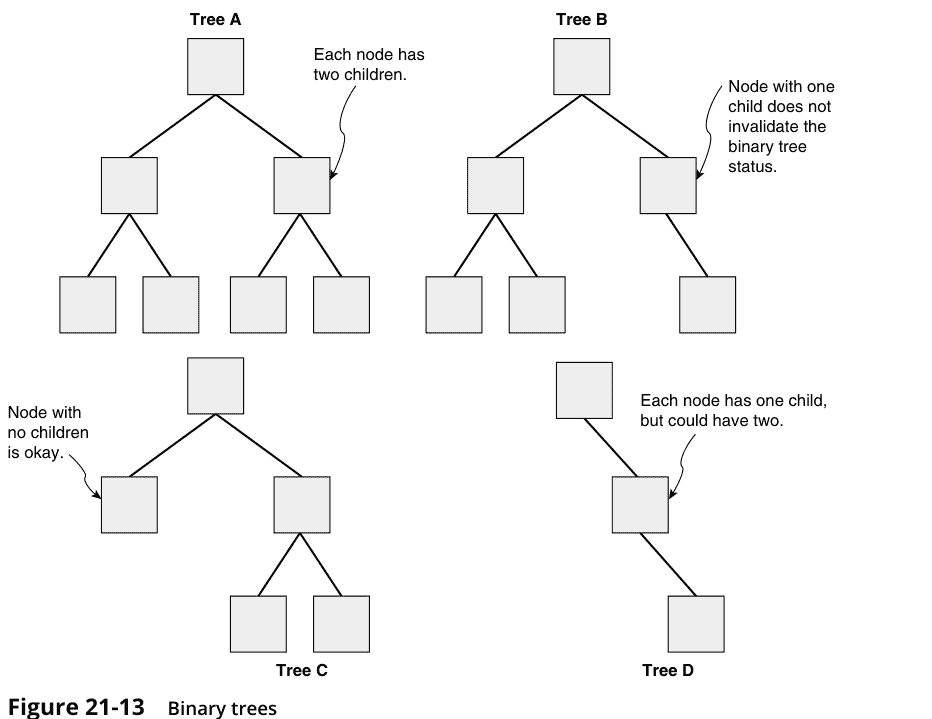 Tree A
Each node has
two children.
Tree B
Node with one
child does not
invalidate the
binary tree
status.
Node with
no children
is okay.
Tree C
Each node has one child,
but could have two.
Tree D
Figure 21-13 Binary trees